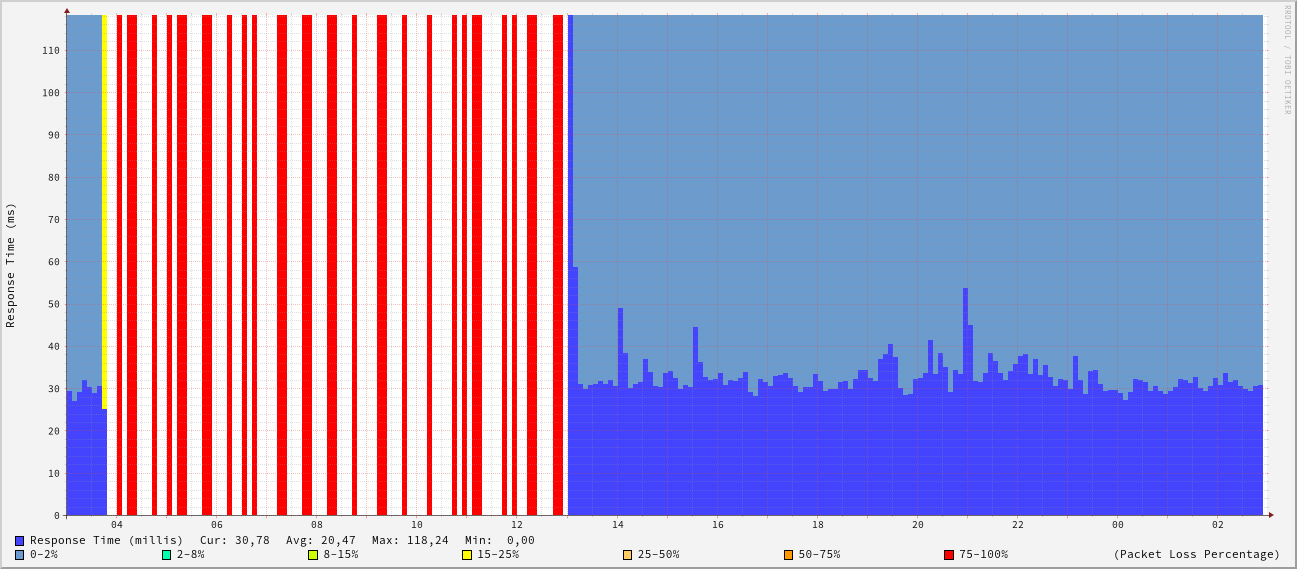 RRDTOOL / TOBI OETIKER
Response Time (ms)
110
100
90
80
70
60
50
40
30
20
10
0
04 06 08 10 12 14 16 18 20 22 00 02
Response Time (millis) Cur: 30,78 Avg: 20,47 Max: 118,24 Min: 0,00
0-2% 2-8% 8-15% 15-25% 25-50% 50-75% 75-100% (Packet Loss Percentage)